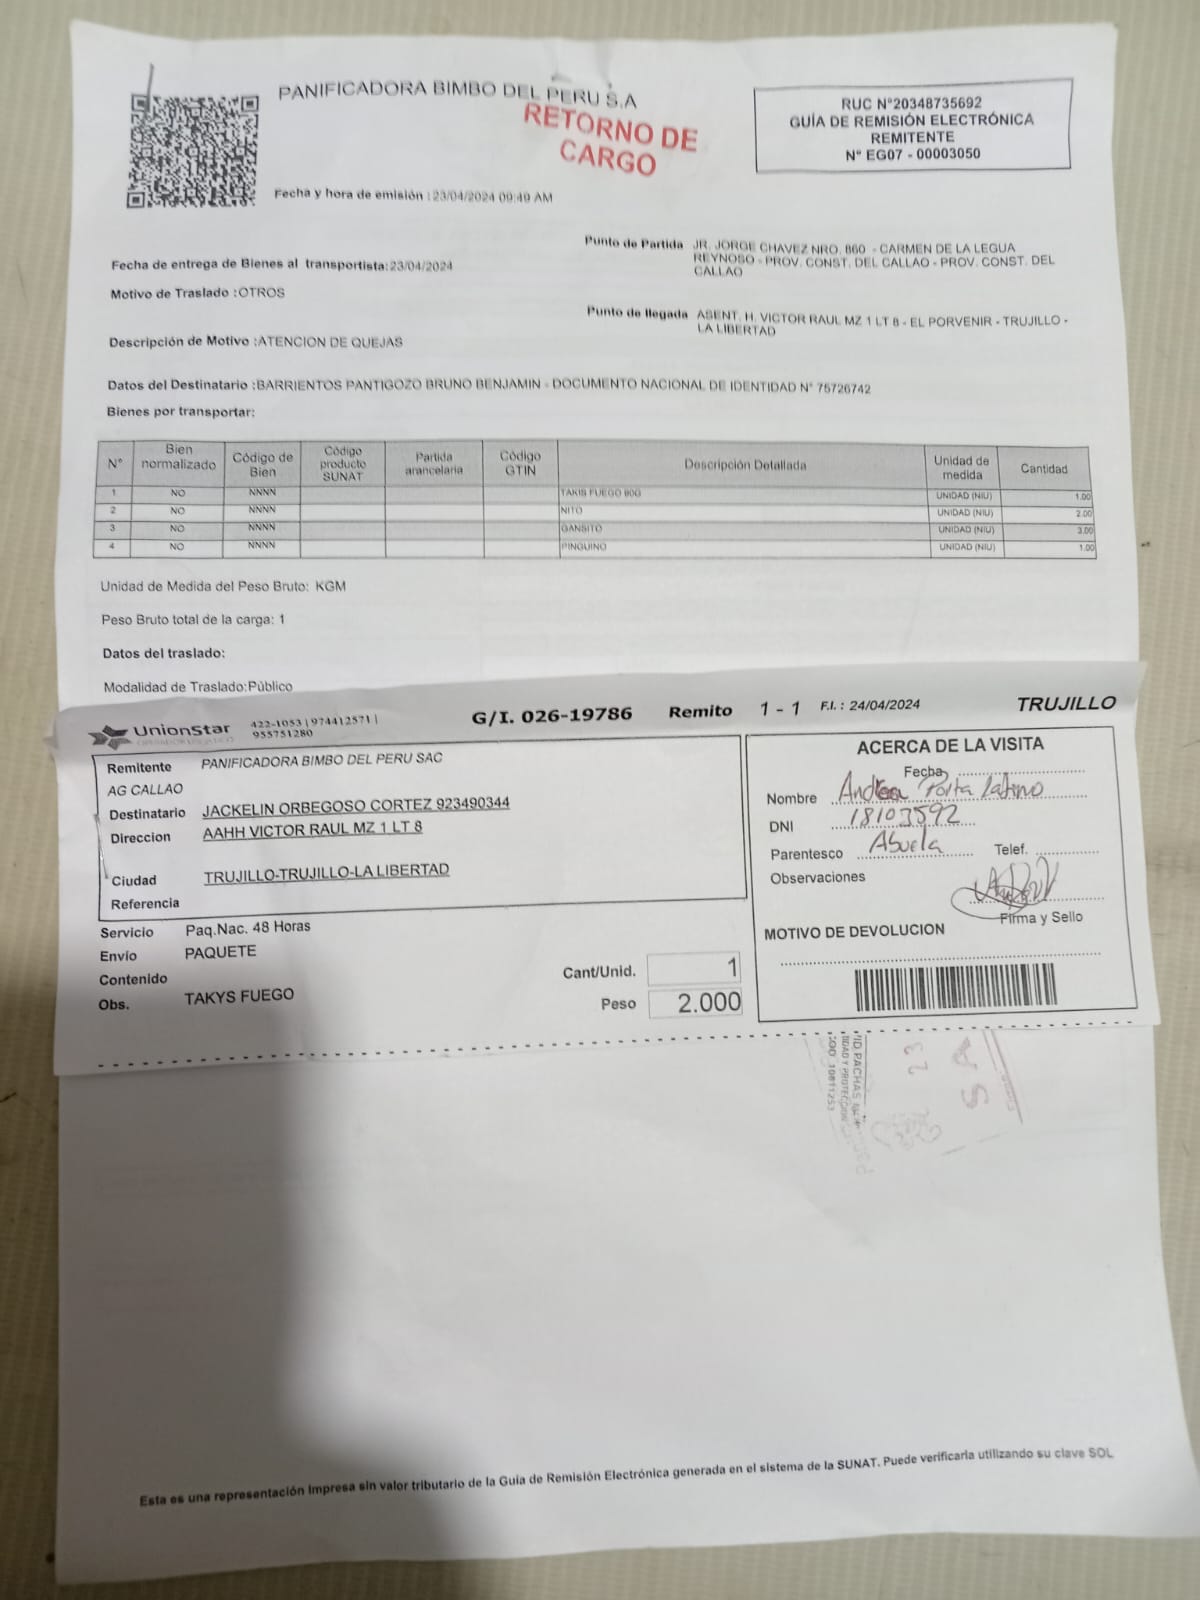 PANIFICADORA BIMBO DEL PERU S.A
RETORNO DE
CARGO
RUC N°20348735692
GUÍA DE REMISIÓN ELECTRÓNICA
REMITENTE
N° EG07 - 00003050
Fecha y hora de emisión : 23/04/2024 09:49 AM
Fecha de entrega de Bienes al transportista:23/04/2024
Motivo de Traslado :OTROS
Descripción de Motivo :ATENCION DE QUEJAS
Punto de Partida JR. JORGE CHAVEZ NRO. 860 - CARMEN DE LA LEGUA
REYNOSO - PROV. CONST. DEL CALLAO - PROV. CONST. DEL
CALLAO
Punto de llegada ASENT. H. VICTOR RAUL MZ 1 LT 8 - EL PORVENIR - TRUJILLO -
LA LIBERTAD
Datos del Destinatario :BARRIENTOS PANTIGOZO BRUNO BENJAMIN - DOCUMENTO NACIONAL DE IDENTIDAD N° 75726742
Bienes por transportar:
N° Bien normalizado Código de Bien Código producto SUNAT Partida arancelaria Código GTIN Descripción Detallada Unidad de medida Cantidad
1 NO NNNN TAKIS FUEGO 80G UNIDAD (NIU) 1.00
2 NO NNNN NITO UNIDAD (NIU) 2.00
3 NO NNNN GANSITO UNIDAD (NIU) 3.00
4 NO NNNN PINGUINO UNIDAD (NIU) 1.00
Unidad de Medida del Peso Bruto: KGM
Peso Bruto total de la carga: 1
Datos del traslado:
Modalidad de Traslado:Público
UnionStar 422-1053 | 974412571 |
955751280
G/I. 026-19786 Remito 1 - 1 F.I. : 24/04/2024 TRUJILLO
Remitente PANIFICADORA BIMBO DEL PERU SAC
AG CALLAO
Destinatario JACKELIN ORBEGOSO CORTEZ 923490344
Direccion AAHH VICTOR RAUL MZ 1 LT 8
Ciudad TRUJILLO-TRUJILLO-LA LIBERTAD
Referencia
Servicio Paq.Nac. 48 Horas
Envío PAQUETE
Contenido
Obs. TAKYS FUEGO
Cant/Unid. 1
Peso 2.000
ACERCA DE LA VISITA
Fecha
Nombre Andrea Porta Latino
DNI 18103592
Parentesco Abuela Telef.
Observaciones
Firma y Sello
MOTIVO DE DEVOLUCION
COD 10811253
23
S A
Esta es una representación impresa sin valor tributario de la Guía de Remisión Electrónica generada en el sistema de la SUNAT. Puede verificarla utilizando su clave SOL